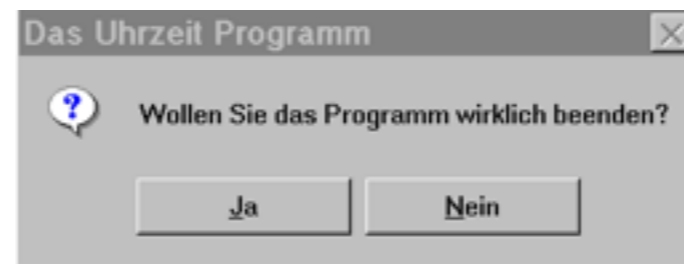 Das Uhrzeit Programm
Wollen Sie das Programm wirklich beenden?
Ja
Nein